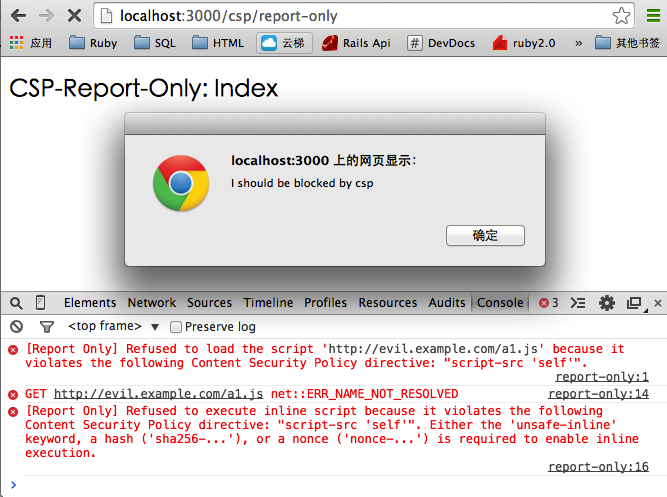 localhost:3000/csp/report-only
应用 Ruby SQL HTML 云梯 Rails Api # DevDocs ruby2.0 » 其他书签
CSP-Report-Only: Index
localhost:3000 上的网页显示：
I should be blocked by csp
确定
Elements Network Sources Timeline Profiles Resources Audits Console 3
<top frame> ▼ Preserve log
[Report Only] Refused to load the script 'http://evil.example.com/a1.js' because it
violates the following Content Security Policy directive: "script-src 'self'".
report-only:1
GET http://evil.example.com/a1.js net::ERR_NAME_NOT_RESOLVED report-only:14
[Report Only] Refused to execute inline script because it violates the following
Content Security Policy directive: "script-src 'self'". Either the 'unsafe-inline'
keyword, a hash ('sha256-...'), or a nonce ('nonce-...') is required to enable inline
execution.
report-only:16